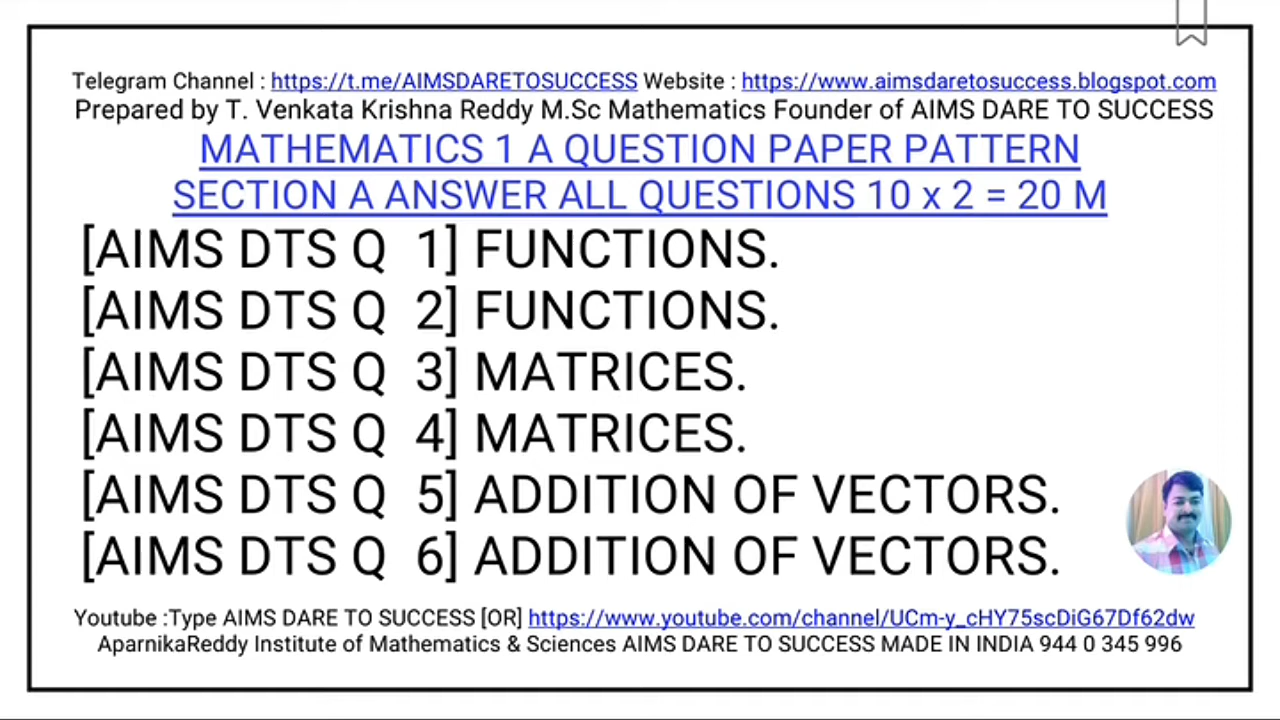 Telegram Channel : https://t.me/AIMSDARETOSUCCESS Website : https://www.aimsdaretosuccess.blogspot.com
Prepared by T. Venkata Krishna Reddy M.Sc Mathematics Founder of AIMS DARE TO SUCCESS
MATHEMATICS 1 A QUESTION PAPER PATTERN
SECTION A ANSWER ALL QUESTIONS 10 x 2 = 20 M
[AIMS DTS Q 1] FUNCTIONS.
[AIMS DTS Q 2] FUNCTIONS.
[AIMS DTS Q 3] MATRICES.
[AIMS DTS Q 4] MATRICES.
[AIMS DTS Q 5] ADDITION OF VECTORS.
[AIMS DTS Q 6] ADDITION OF VECTORS.
Youtube :Type AIMS DARE TO SUCCESS [OR] https://www.youtube.com/channel/UCm-y_cHY75scDiG67Df62dw
AparnikaReddy Institute of Mathematics & Sciences AIMS DARE TO SUCCESS MADE IN INDIA 944 0 345 996